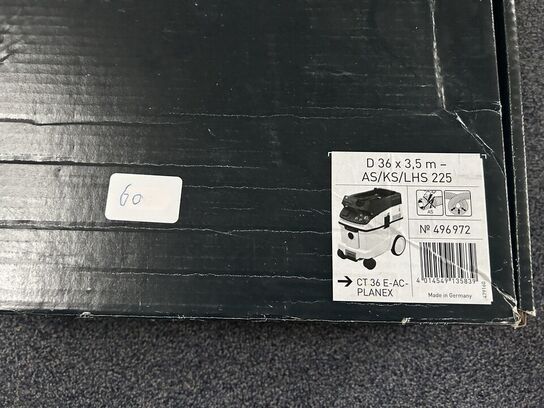 60
D 36 x 3,5 m –
AS/KS/LHS 225
AS
№ 496972
➔ CT 36 E-AC-
PLANEX
4 014549 135839
Made in Germany